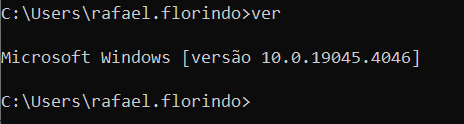 C:\Users\rafael.florindo>ver
Microsoft Windows [versão 10.0.19045.4046]
C:\Users\rafael.florindo>